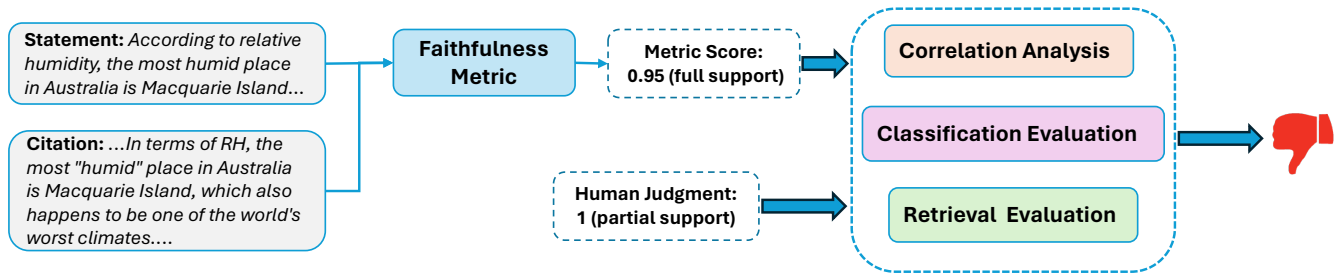 Statement: According to relative
humidity, the most humid place
in Australia is Macquarie Island...
Citation: ...In terms of RH, the
most "humid" place in Australia
is Macquarie Island, which also
happens to be one of the world's
worst climates....
Faithfulness
Metric
Metric Score:
0.95 (full support)
Human Judgment:
1 (partial support)
Correlation Analysis
Classification Evaluation
Retrieval Evaluation